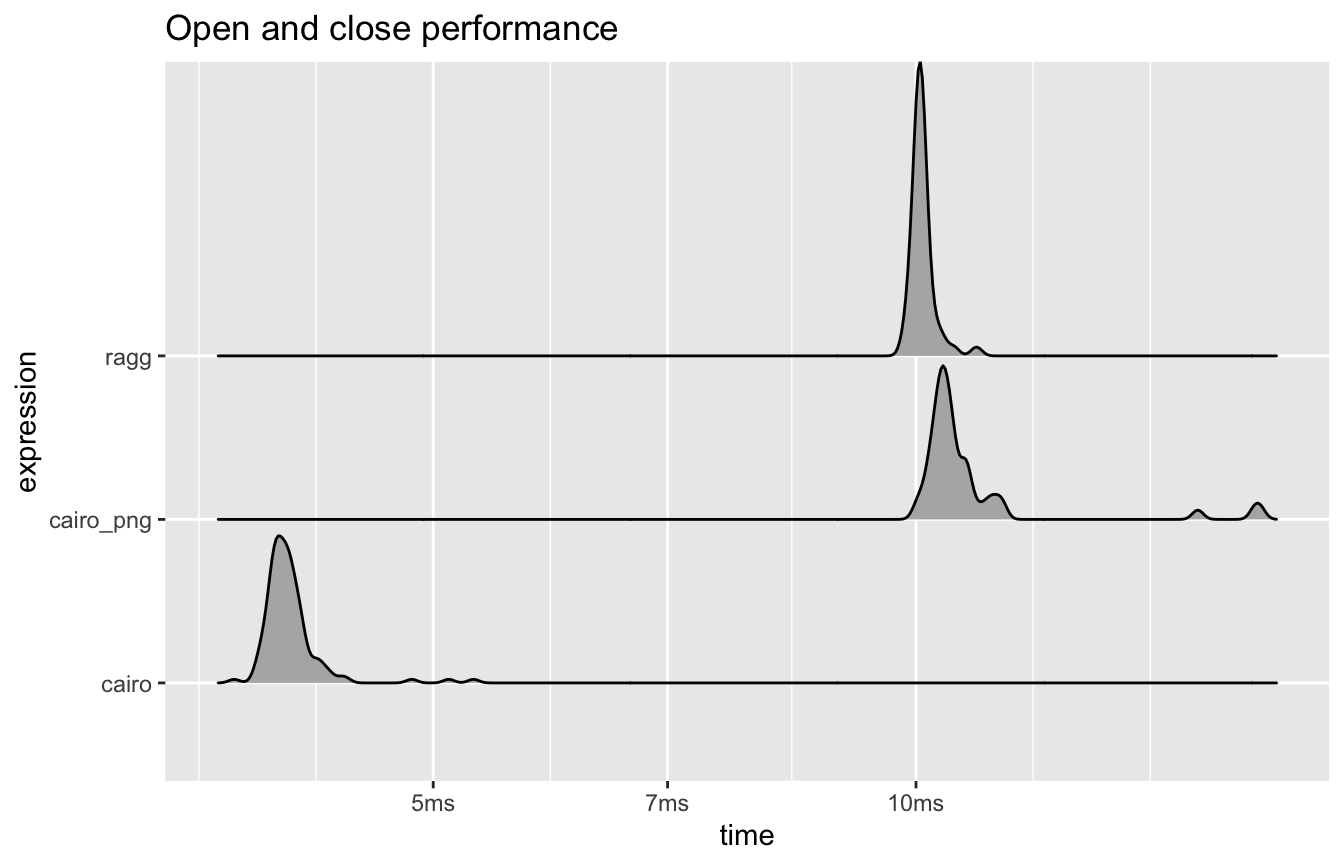 Open and close performance
expression
ragg
cairo_png
cairo
5ms 7ms 10ms
time